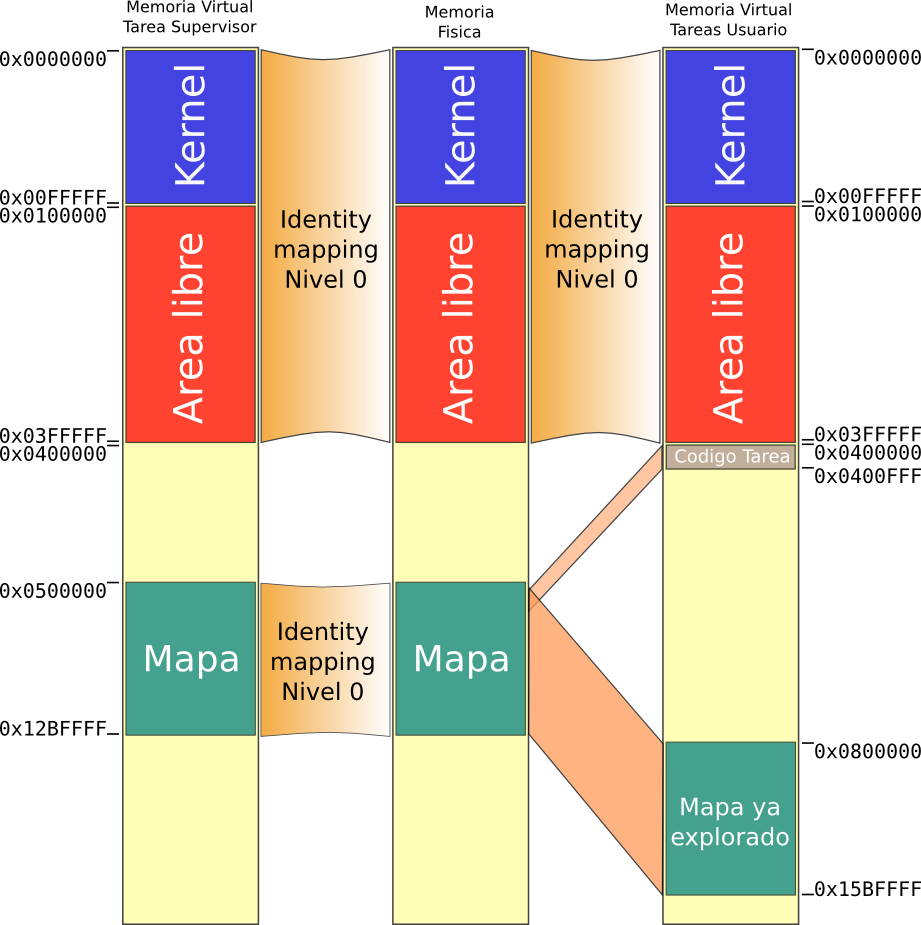 Memoria Virtual
Tarea Supervisor
Memoria
Fisica
Memoria Virtual
Tareas Usuario
0x0000000
0x00FFFFF
0x0100000
0x03FFFFF
0x0400000
0x0500000
0x12BFFFF
Kernel
Area libre
Mapa
Identity
mapping
Nivel 0
Identity
mapping
Nivel 0
Kernel
Area libre
Mapa
Identity
mapping
Nivel 0
Kernel
Area libre
Codigo Tarea
Mapa ya
explorado
0x0000000
0x00FFFFF
0x0100000
0x03FFFFF
0x0400000
0x0400FFF
0x0800000
0x15BFFFF